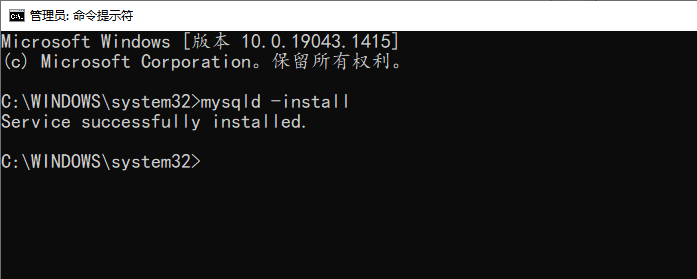 管理员: 命令提示符
Microsoft Windows [版本 10.0.19043.1415]
(c) Microsoft Corporation。保留所有权利。
C:\WINDOWS\system32>mysqld -install
Service successfully installed.
C:\WINDOWS\system32>